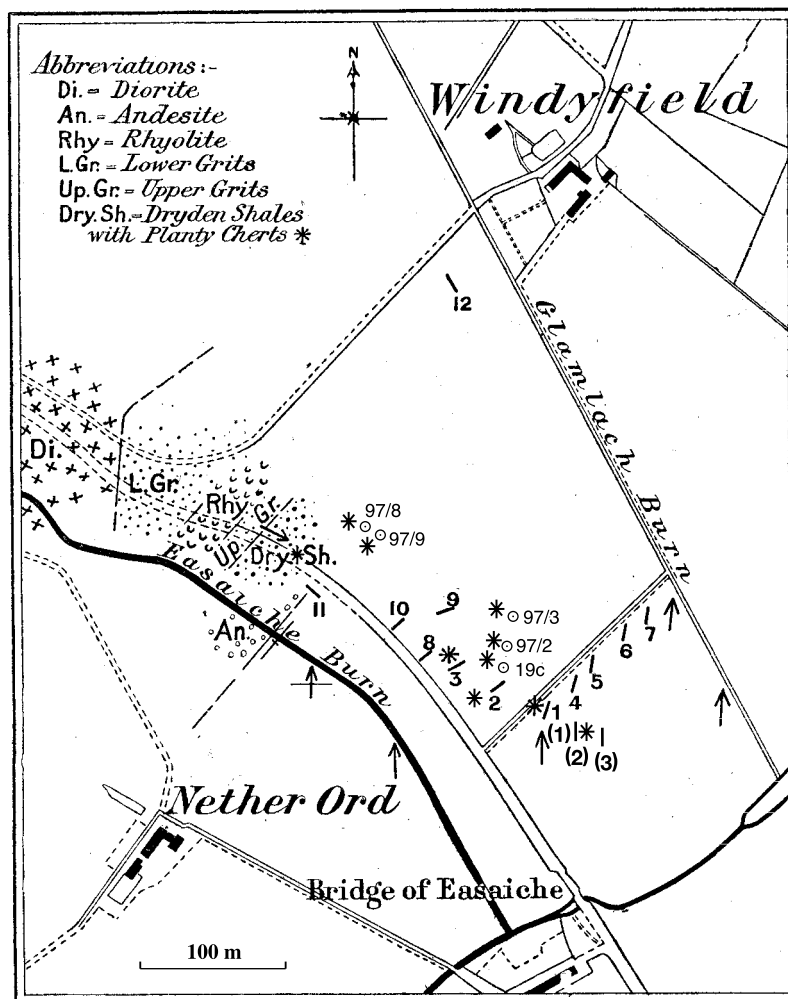 Abbreviations:-
Di. = Diorite
An. = Andesite
Rhy = Rhyolite
L.Gr. = Lower Grits
Up.Gr. = Upper Grits
Dry.Sh. = Dryden Shales
with Planty Cherts *
N
Windyfield
12
Glamlach Burn
Di.
L.Gr.
Rhy
Up. Gr.
Dry * Sh.
97/8
97/9
Easaiche Burn
An.
11
10
9
97/3
8
97/2
3
19c
2
7
6
5
4
/1
(1)
(2)
(3)
Nether Ord
Bridge of Easaiche
100 m